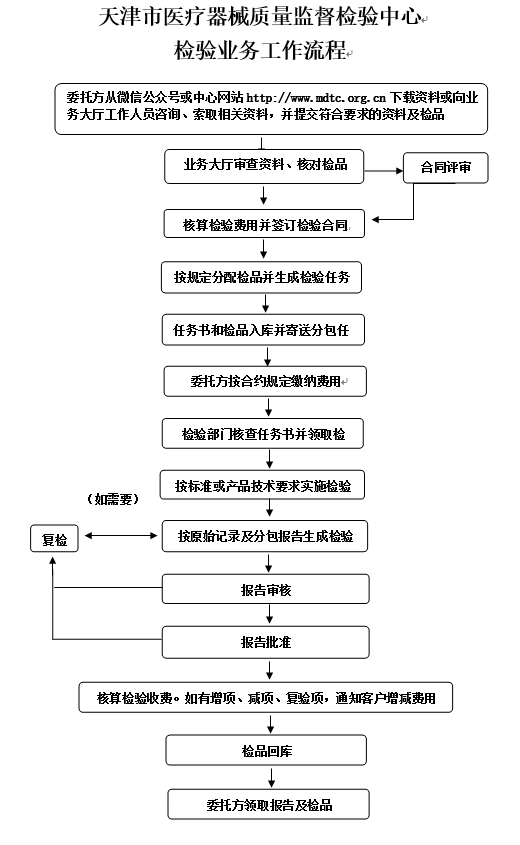 天津市医疗器械质量监督检验中心
检验业务工作流程
委托方从微信公众号或中心网站 http://www.mdtc.org.cn 下载资料或向业
务大厅工作人员咨询、索取相关资料，并提交符合要求的资料及检品
业务大厅审查资料、核对检品
合同评审
核算检验费用并签订检验合同
按规定分配检品并生成检验任务
任务书和检品入库并寄送分包任
委托方按合约规定缴纳费用
检验部门核查任务书并领取检
按标准或产品技术要求实施检验
（如需要）
复检
按原始记录及分包报告生成检验
报告审核
报告批准
核算检验收费。如有增项、减项、复验项，通知客户增减费用
检品回库
委托方领取报告及检品